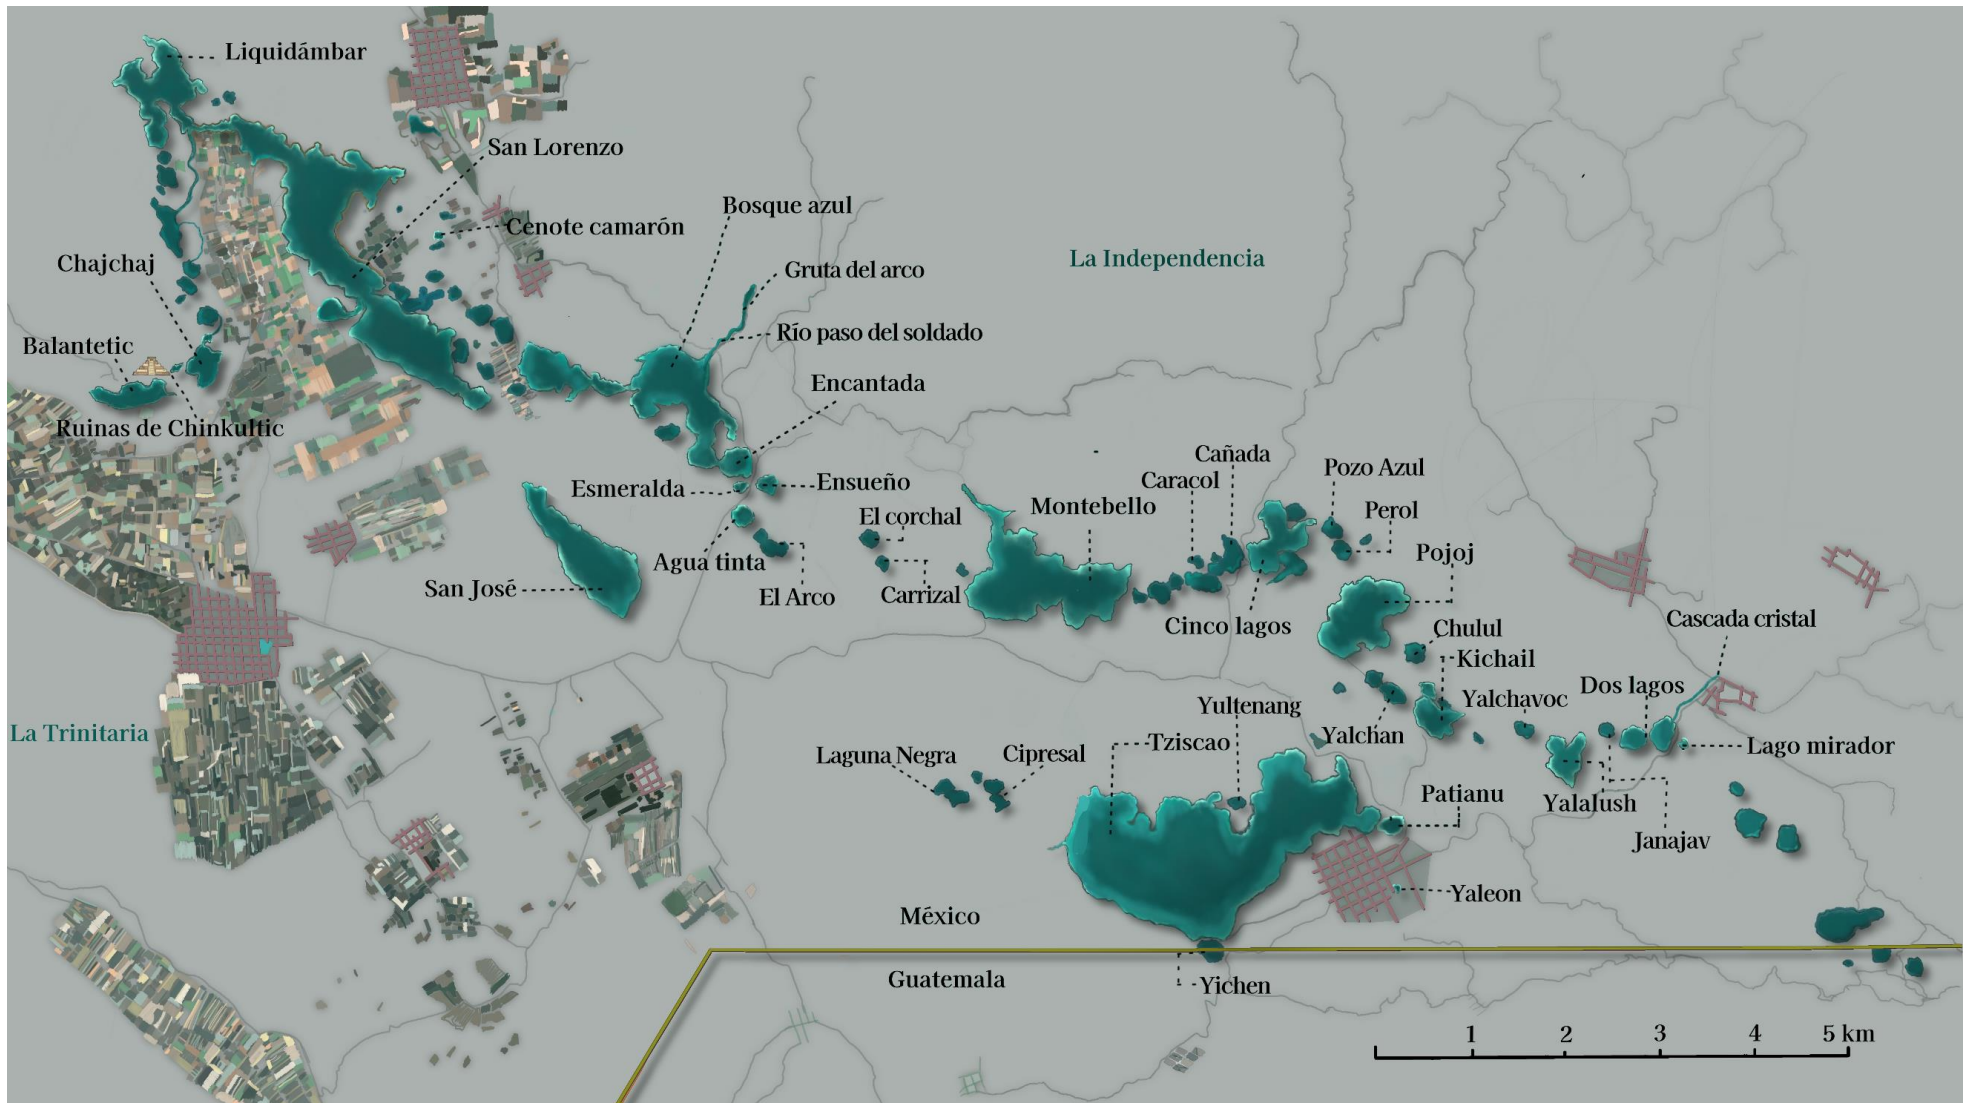 Liquidámbar
San Lorenzo
Bosque azul
Cenote camarón
Chajchaj
La Independencia
Gruta del arco
Río paso del soldado
Balantetic
Encantada
Ruinas de Chinkultic
Cañada
Pozo Azul
Caracol
Esmeralda
Ensueño
Montebello
Perol
El corchal
Pojoj
Agua tinta
San José
El Arco
Carrizal
Cinco lagos
Cascada cristal
Chulul
Kichail
Dos lagos
Yalchavoc
Yultenang
La Trinitaria
Yalchan
Tziscao
Lago mirador
Laguna Negra
Cipresal
Patianu
Yalalush
Janajav
Yaleon
México
Guatemala
Yichen
1 2 3 4 5 km